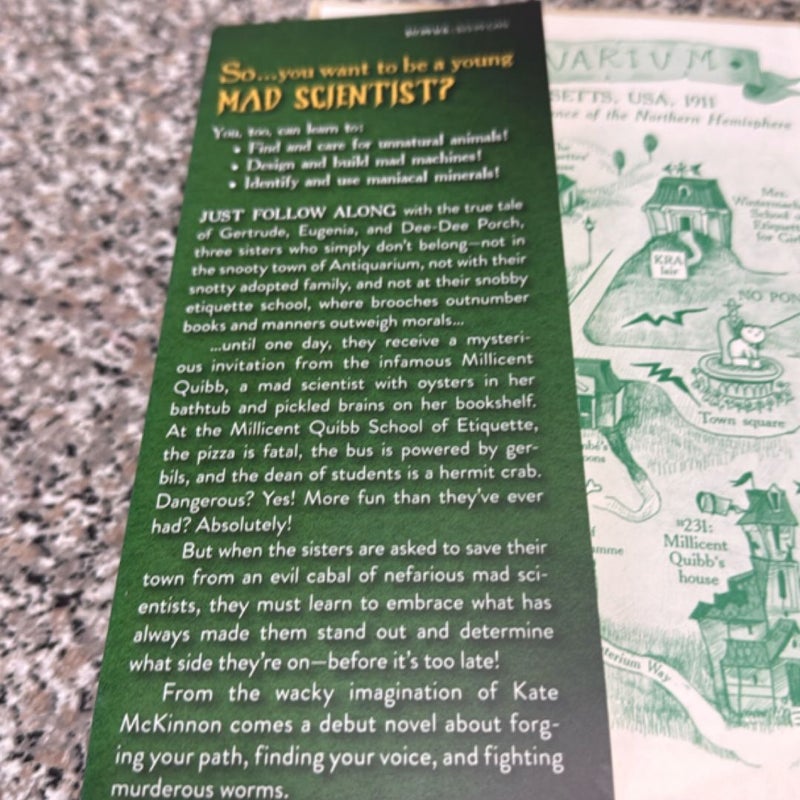 So...you want to be a young
MAD SCIENTIST?
You, too, can learn to:
• Find and care for unnatural animals!
• Design and build mad machines!
• Identify and use maniacal minerals!
JUST FOLLOW ALONG with the true tale
of Gertrude, Eugenia, and Dee-Dee Porch,
three sisters who simply don't belong—not in
the snooty town of Antiquarium, not with their
snotty adopted family, and not at their snobby
etiquette school, where brooches outnumber
books and manners outweigh morals...
...until one day, they receive a mysteri-
ous invitation from the infamous Millicent
Quibb, a mad scientist with oysters in her
bathtub and pickled brains on her bookshelf.
At the Millicent Quibb School of Etiquette,
the pizza is fatal, the bus is powered by ger-
bils, and the dean of students is a hermit crab.
Dangerous? Yes! More fun than they've ever
had? Absolutely!
But when the sisters are asked to save their
town from an evil cabal of nefarious mad sci-
entists, they must learn to embrace what has
always made them stand out and determine
what side they're on—before it's too late!
From the wacky imagination of Kate
McKinnon comes a debut novel about forg-
ing your path, finding your voice, and fighting
murderous worms.
VARIUM
SETTS, USA, 1911
ence of the Northern Hemisphere
Mrs.
Wintermach
School o
Etiquette
for Girl
KRA
lair
NO PON
Town square
#231:
Millicent
Quibb's
house
terium Way